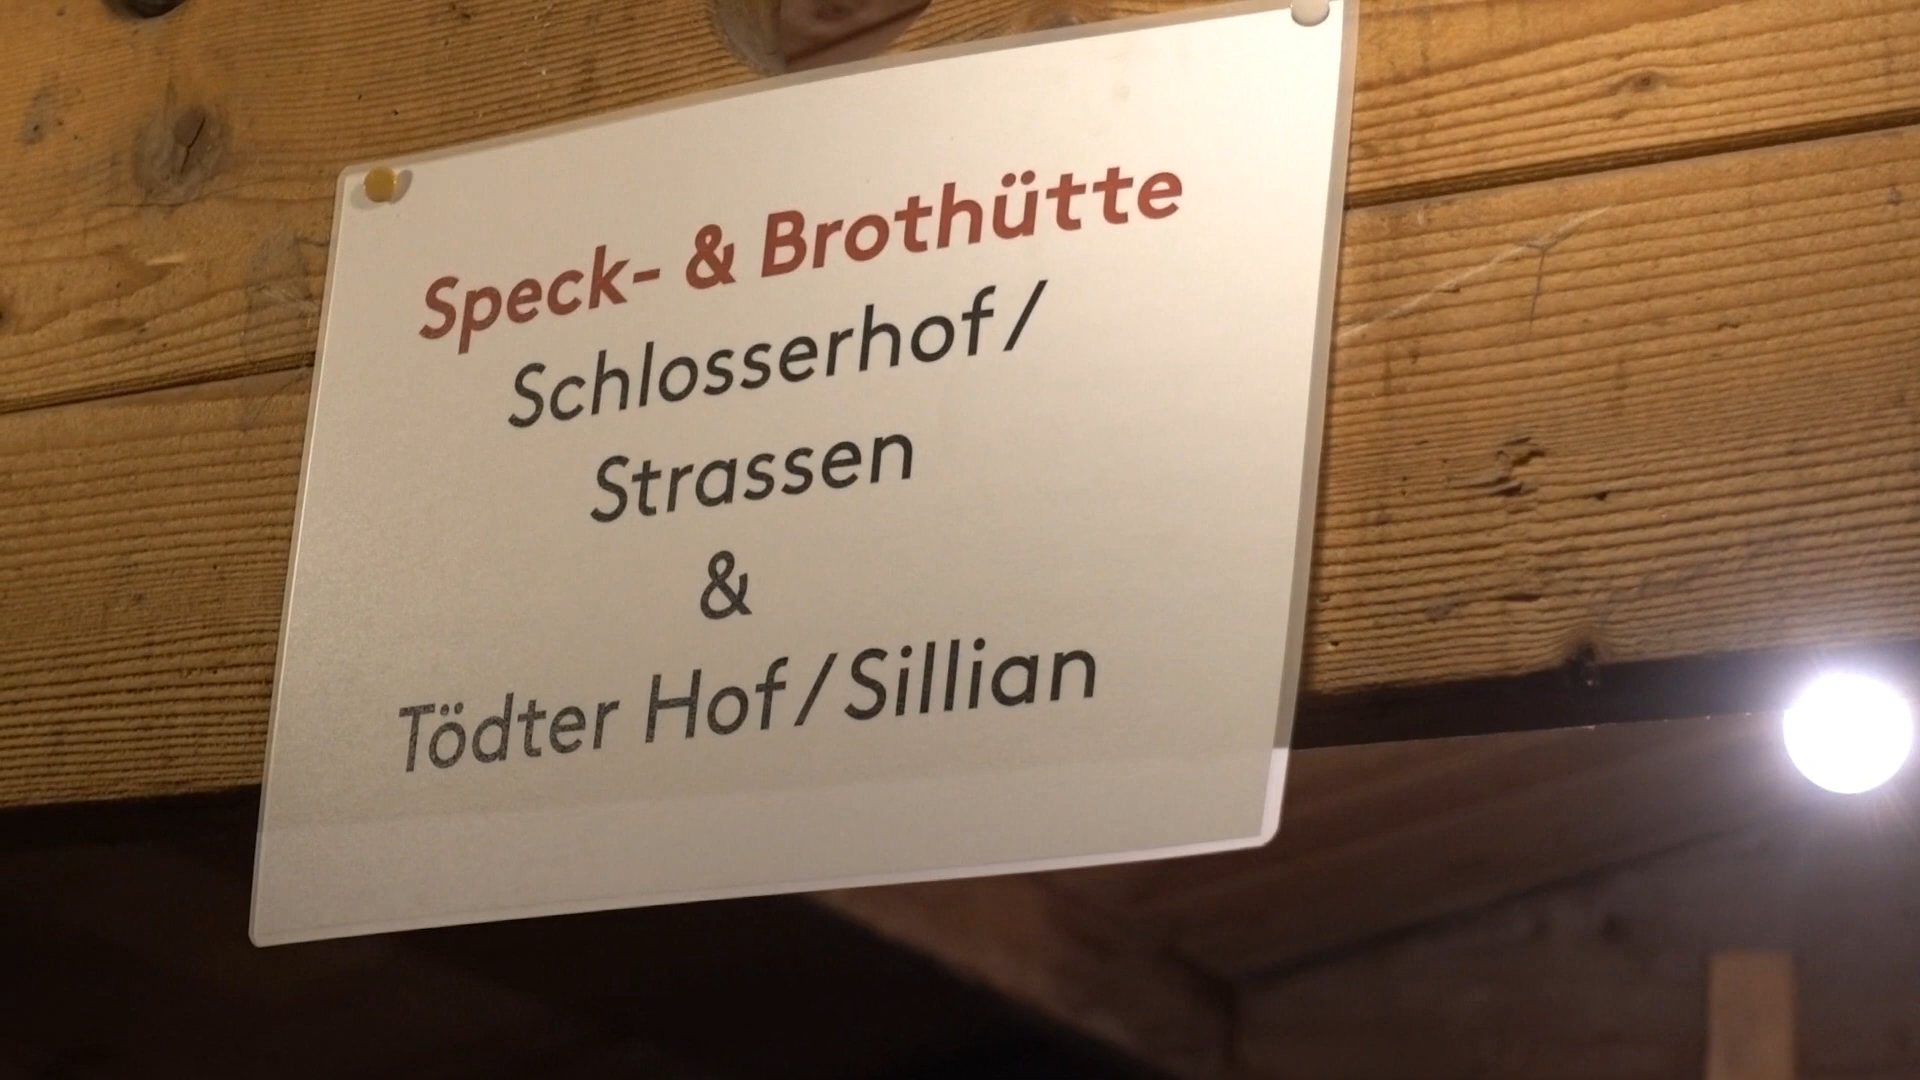 Speck- & Brothütte
Schlosserhof/
Strassen
&
Tödter Hof/Sillian